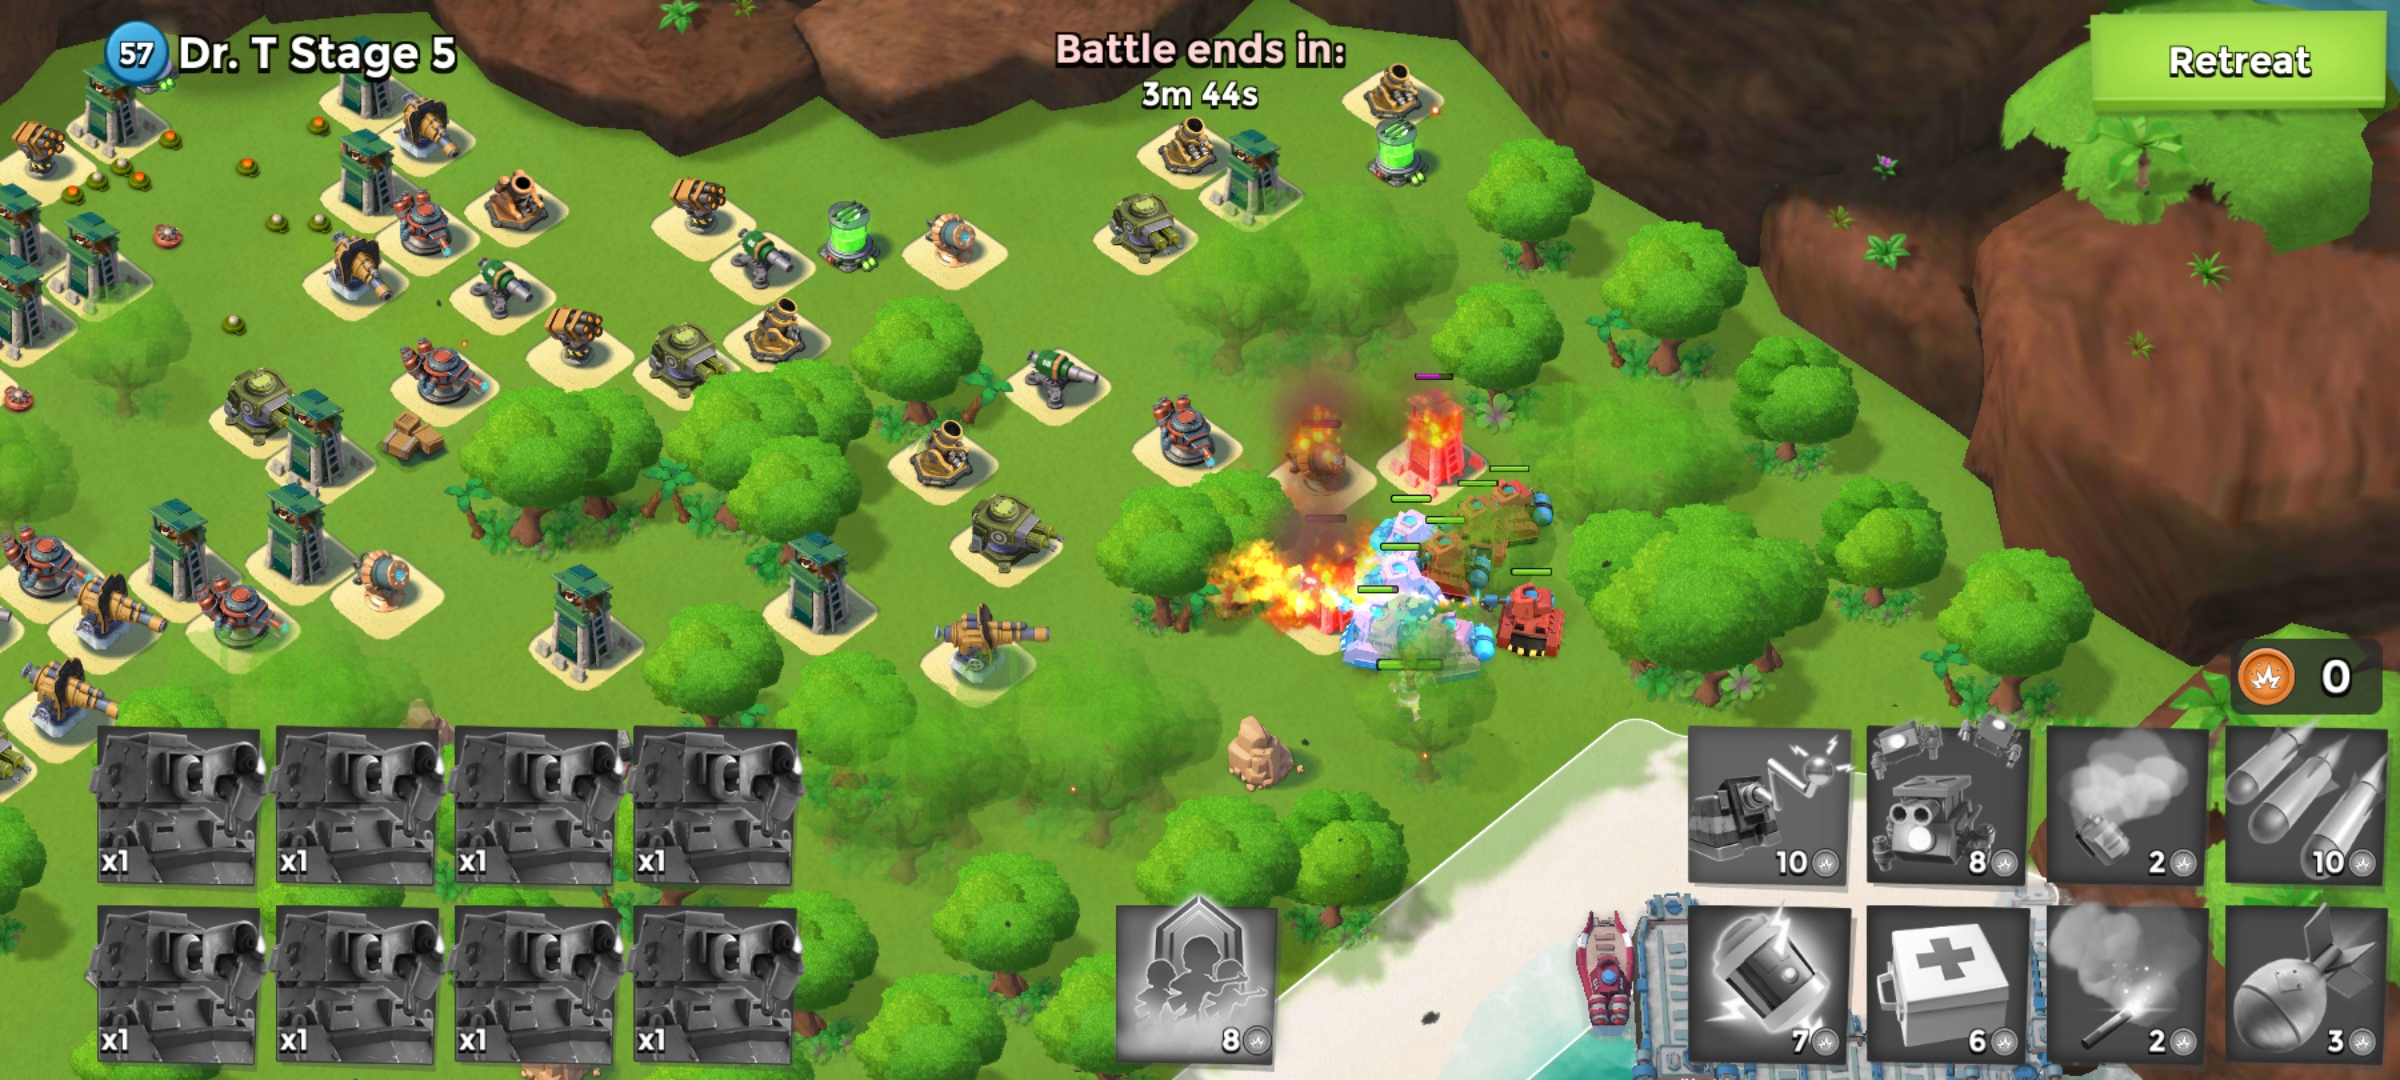 57 Dr. T Stage 5
Battle ends in:
3m 44s
Retreat
0
x1 x1 x1 x1
10 8 2 10
x1 x1 x1 x1
8
7 6 2 3